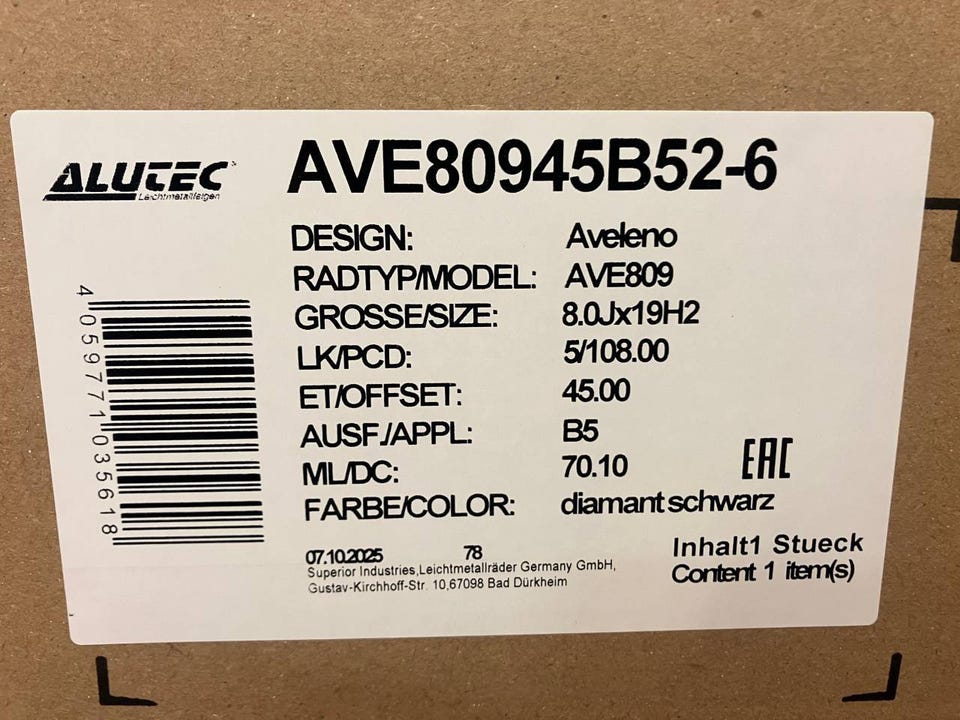 ALUTEC
Leichtmetallfelgen
AVE80945B52-6
DESIGN: Aveleno
RADTYP/MODEL: AVE809
GROSSE/SIZE: 8.0Jx19H2
LK/PCD: 5/108.00
ET/OFFSET: 45.00
AUSF./APPL: B5
ML/DC: 70.10
FARBE/COLOR: diamantschwarz
EAC
4059771035618
07.10.2025 78
Superior Industries,Leichtmetallräder Germany GmbH,
Gustav-Kirchhoff-Str. 10,67098 Bad Dürkheim
Inhalt1 Stueck
Content 1 item(s)